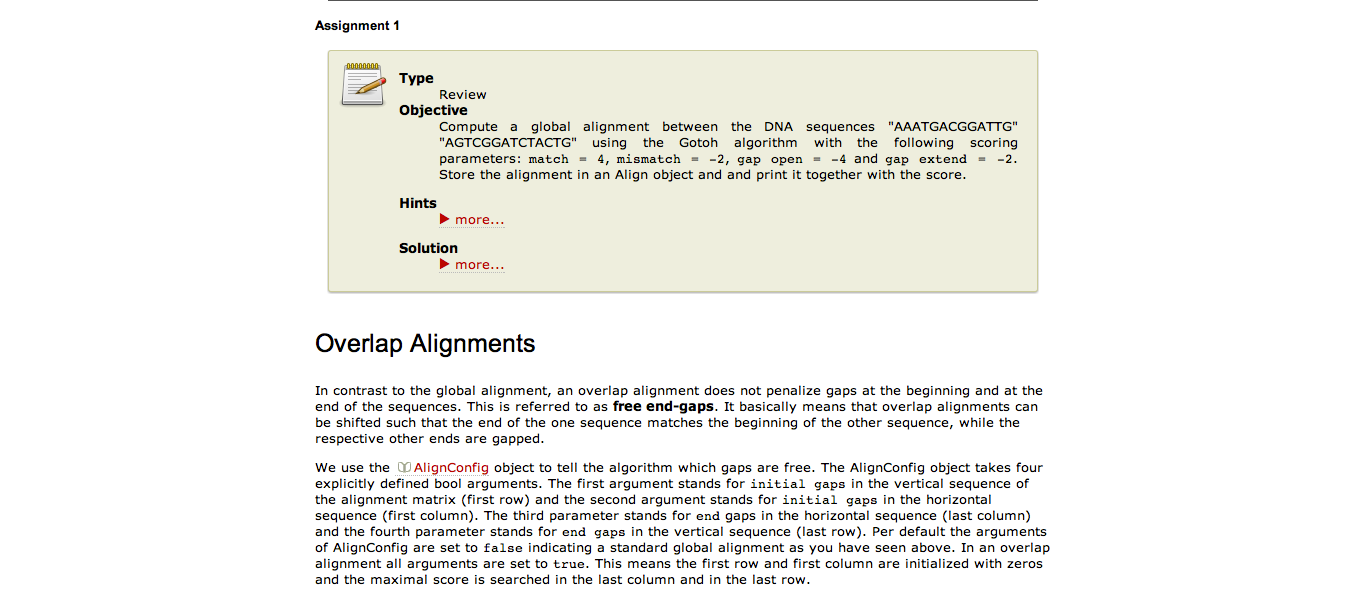 Assignment 1
Type
Review
Objective
Compute a global alignment between the DNA sequences "AAATGACGGATTG"
"AGTCGGATCTACTG" using the Gotoh algorithm with the following scoring
parameters: match = 4, mismatch = -2, gap open = -4 and gap extend = -2.
Store the alignment in an Align object and and print it together with the score.
Hints
more...
Solution
more...
Overlap Alignments
In contrast to the global alignment, an overlap alignment does not penalize gaps at the beginning and at the
end of the sequences. This is referred to as free end-gaps. It basically means that overlap alignments can
be shifted such that the end of the one sequence matches the beginning of the other sequence, while the
respective other ends are gapped.
We use the AlignConfig object to tell the algorithm which gaps are free. The AlignConfig object takes four
explicitly defined bool arguments. The first argument stands for initial gaps in the vertical sequence of
the alignment matrix (first row) and the second argument stands for initial gaps in the horizontal
sequence (first column). The third parameter stands for end gaps in the horizontal sequence (last column)
and the fourth parameter stands for end gaps in the vertical sequence (last row). Per default the arguments
of AlignConfig are set to false indicating a standard global alignment as you have seen above. In an overlap
alignment all arguments are set to true. This means the first row and first column are initialized with zeros
and the maximal score is searched in the last column and in the last row.